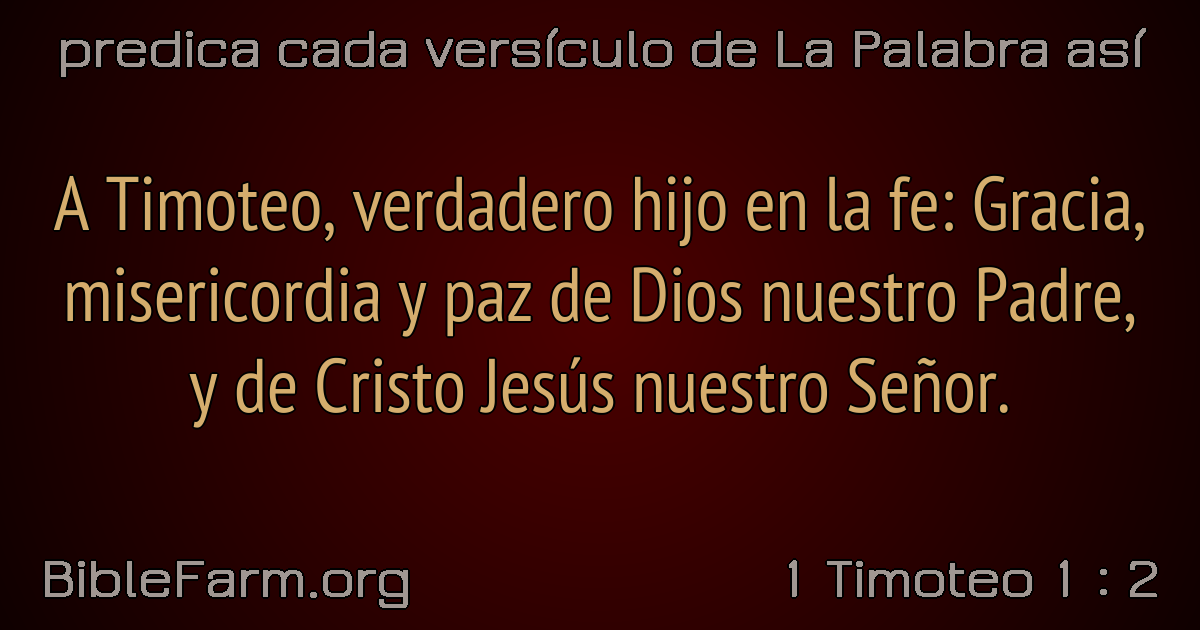 predica cada versículo de La Palabra así
A Timoteo, verdadero hijo en la fe: Gracia,
misericordia y paz de Dios nuestro Padre,
y de Cristo Jesús nuestro Señor.
BibleFarm.org
1 Timoteo 1 : 2